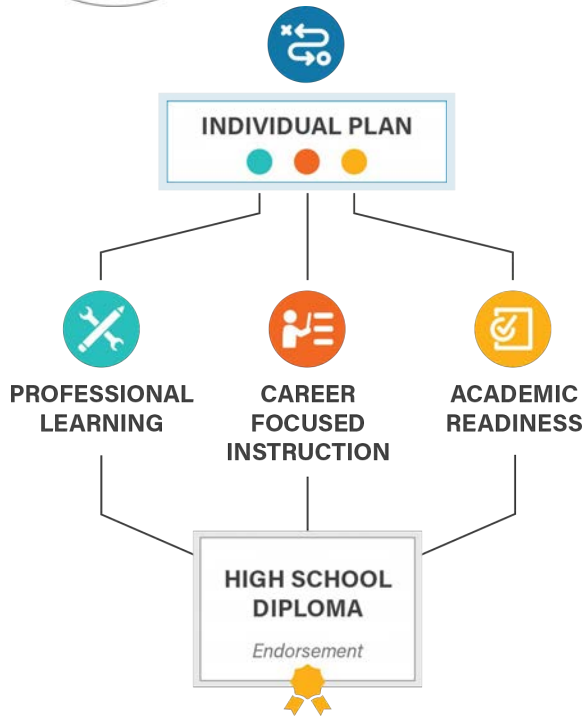 INDIVIDUAL PLAN
PROFESSIONAL
LEARNING
CAREER
FOCUSED
INSTRUCTION
ACADEMIC
READINESS
HIGH SCHOOL
DIPLOMA
Endorsement